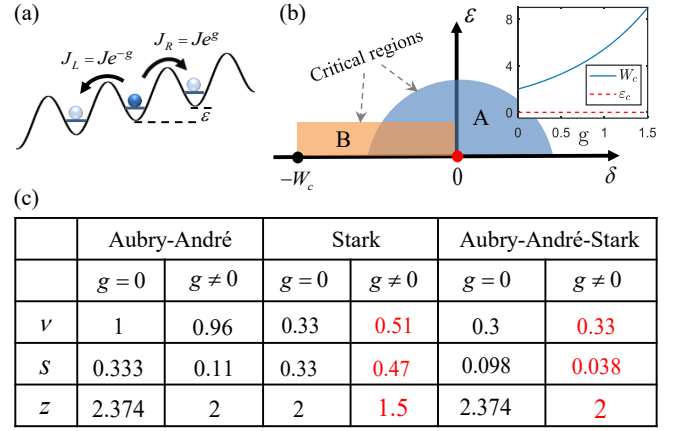 (a)
J_L = Je^{-g}
J_R = Je^{g}
ε
(b)
ε
Critical regions
B
A
−W_c
0
δ
8
4
0
W_c
ε_c
0
0.5
1
1.5
g
(c)
Aubry-André Stark Aubry-André-Stark
g = 0 g ≠ 0 g = 0 g ≠ 0 g = 0 g ≠ 0
ν 1 0.96 0.33 0.51 0.3 0.33
s 0.333 0.11 0.33 0.47 0.098 0.038
z 2.374 2 2 1.5 2.374 2